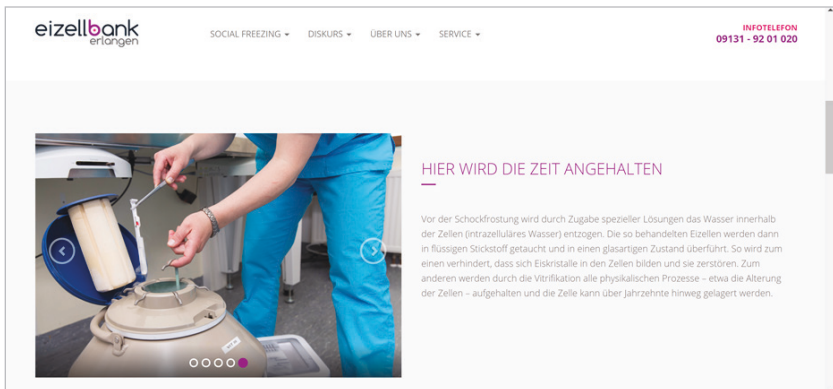 eizellbank
erlangen
SOCIAL FREEZING DISKURS ÜBER UNS SERVICE
INFOTELEFON
09131 - 92 01 020
HIER WIRD DIE ZEIT ANGEHALTEN
Vor der Schockfrostung wird durch Zugabe spezieller Lösungen das Wasser innerhalb
der Zellen (intrazelluläres Wasser) entzogen. Die so behandelten Eizellen werden dann
in flüssigen Stickstoff getaucht und in einen glasartigen Zustand überführt. So wird zum
einen verhindert, dass sich Eiskristalle in den Zellen bilden und sie zerstören. Zum
anderen werden durch die Vitrifikation alle physikalischen Prozesse – etwa die Alterung
der Zellen – aufgehalten und die Zelle kann über Jahrzehnte hinweg gelagert werden.